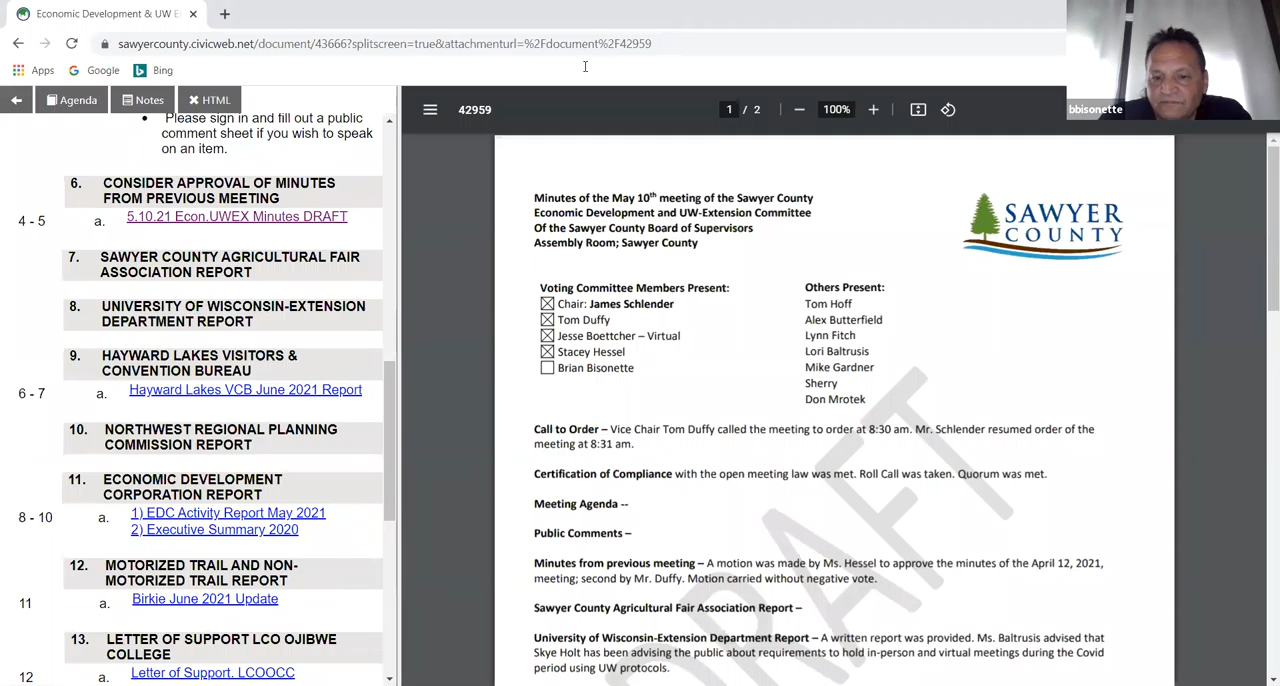 Economic Development & UW E
sawyercounty.civicweb.net/document/43666?splitscreen=true&attachmenturl=%2Fdocument%2F42959
Apps Google Bing
bbisonette
Agenda Notes HTML
42959 1 / 2 100%
Please sign in and fill out a public
comment sheet if you wish to speak
on an item.
6. CONSIDER APPROVAL OF MINUTES
FROM PREVIOUS MEETING
4 - 5 a. 5.10.21 Econ.UWEX Minutes DRAFT
7. SAWYER COUNTY AGRICULTURAL FAIR
ASSOCIATION REPORT
8. UNIVERSITY OF WISCONSIN-EXTENSION
DEPARTMENT REPORT
9. HAYWARD LAKES VISITORS &
CONVENTION BUREAU
6 - 7 a. Hayward Lakes VCB June 2021 Report
10. NORTHWEST REGIONAL PLANNING
COMMISSION REPORT
11. ECONOMIC DEVELOPMENT
CORPORATION REPORT
8 - 10 a. 1) EDC Activity Report May 2021
2) Executive Summary 2020
12. MOTORIZED TRAIL AND NON-
MOTORIZED TRAIL REPORT
11 a. Birkie June 2021 Update
13. LETTER OF SUPPORT LCO OJIBWE
COLLEGE
12 a. Letter of Support. LCOOCC
Minutes of the May 10th meeting of the Sawyer County
Economic Development and UW-Extension Committee
Of the Sawyer County Board of Supervisors
Assembly Room; Sawyer County
SAWYER
COUNTY
Voting Committee Members Present:
Chair: James Schlender
Tom Duffy
Jesse Boettcher – Virtual
Stacey Hessel
Brian Bisonette
Others Present:
Tom Hoff
Alex Butterfield
Lynn Fitch
Lori Baltrusis
Mike Gardner
Sherry
Don Mrotek
Call to Order – Vice Chair Tom Duffy called the meeting to order at 8:30 am. Mr. Schlender resumed order of the
meeting at 8:31 am.
Certification of Compliance with the open meeting law was met. Roll Call was taken. Quorum was met.
Meeting Agenda --
Public Comments –
Minutes from previous meeting – A motion was made by Ms. Hessel to approve the minutes of the April 12, 2021,
meeting; second by Mr. Duffy. Motion carried without negative vote.
Sawyer County Agricultural Fair Association Report –
University of Wisconsin-Extension Department Report – A written report was provided. Ms. Baltrusis advised that
Skye Holt has been advising the public about requirements to hold in-person and virtual meetings during the Covid
period using UW protocols.
DRAFT